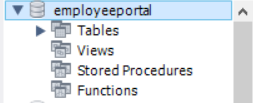 employeeportal
Tables
Views
Stored Procedures
Functions